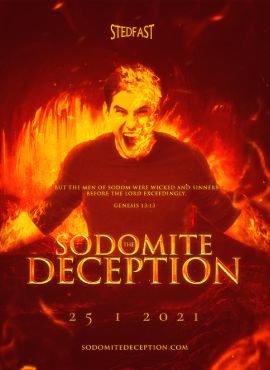 STEDFAST
BUT THE MEN OF SODOM WERE WICKED AND SINNERS
BEFORE THE LORD EXCEEDINGLY.
GENESIS 13:13
THE
SODOMITE
DECEPTION
25 1 2021
SODOMITEDECEPTION.COM